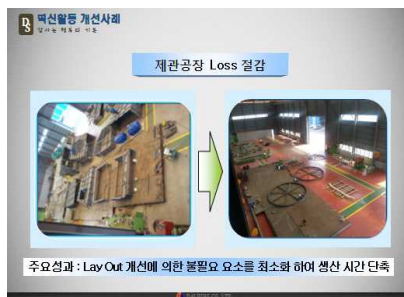 DS 혁신활동 개선사례
제관공장 Loss 절감
주요성과 : Lay Out 개선에 의한 불필요 요소를 최소화 하여 생산 시간 단축